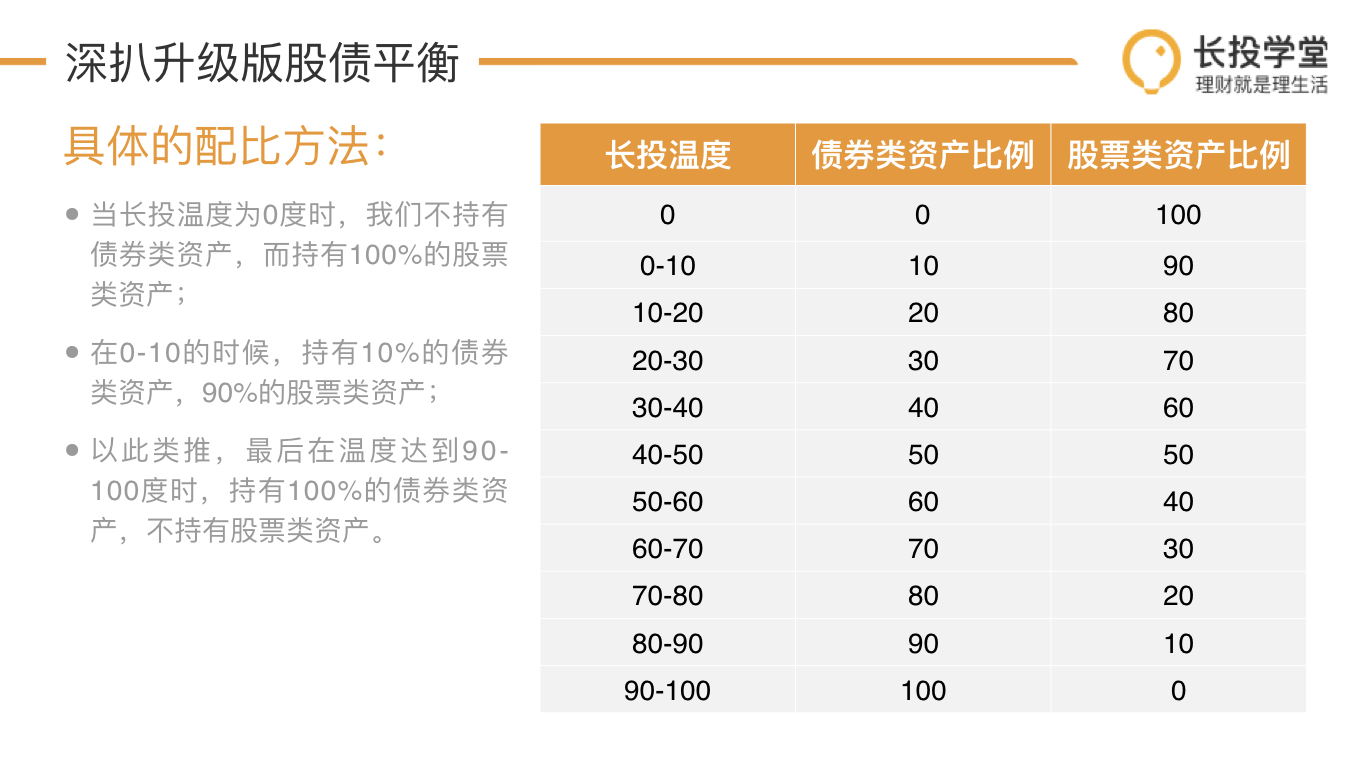 深扒升级版股债平衡
长投学堂
理财就是理生活
具体的配比方法：
当长投温度为0度时，我们不持有
债券类资产，而持有100%的股票
类资产；
在0-10的时候，持有10%的债券
类资产，90%的股票类资产；
以此类推，最后在温度达到90-
100度时，持有100%的债券类资
产，不持有股票类资产。
长投温度 债券类资产比例 股票类资产比例
0 0 100
0-10 10 90
10-20 20 80
20-30 30 70
30-40 40 60
40-50 50 50
50-60 60 40
60-70 70 30
70-80 80 20
80-90 90 10
90-100 100 0